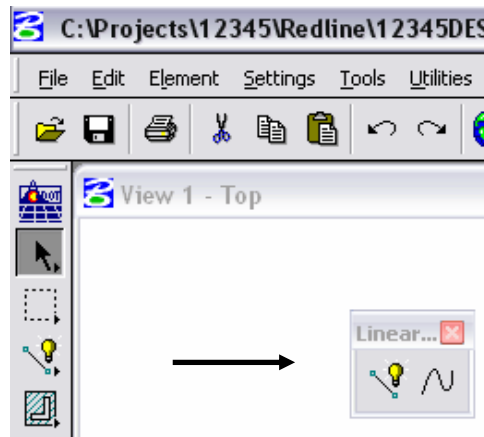 C:\Projects\12345\Redline\12345DES
File Edit Element Settings Tools Utilities
View 1 - Top
Linear...